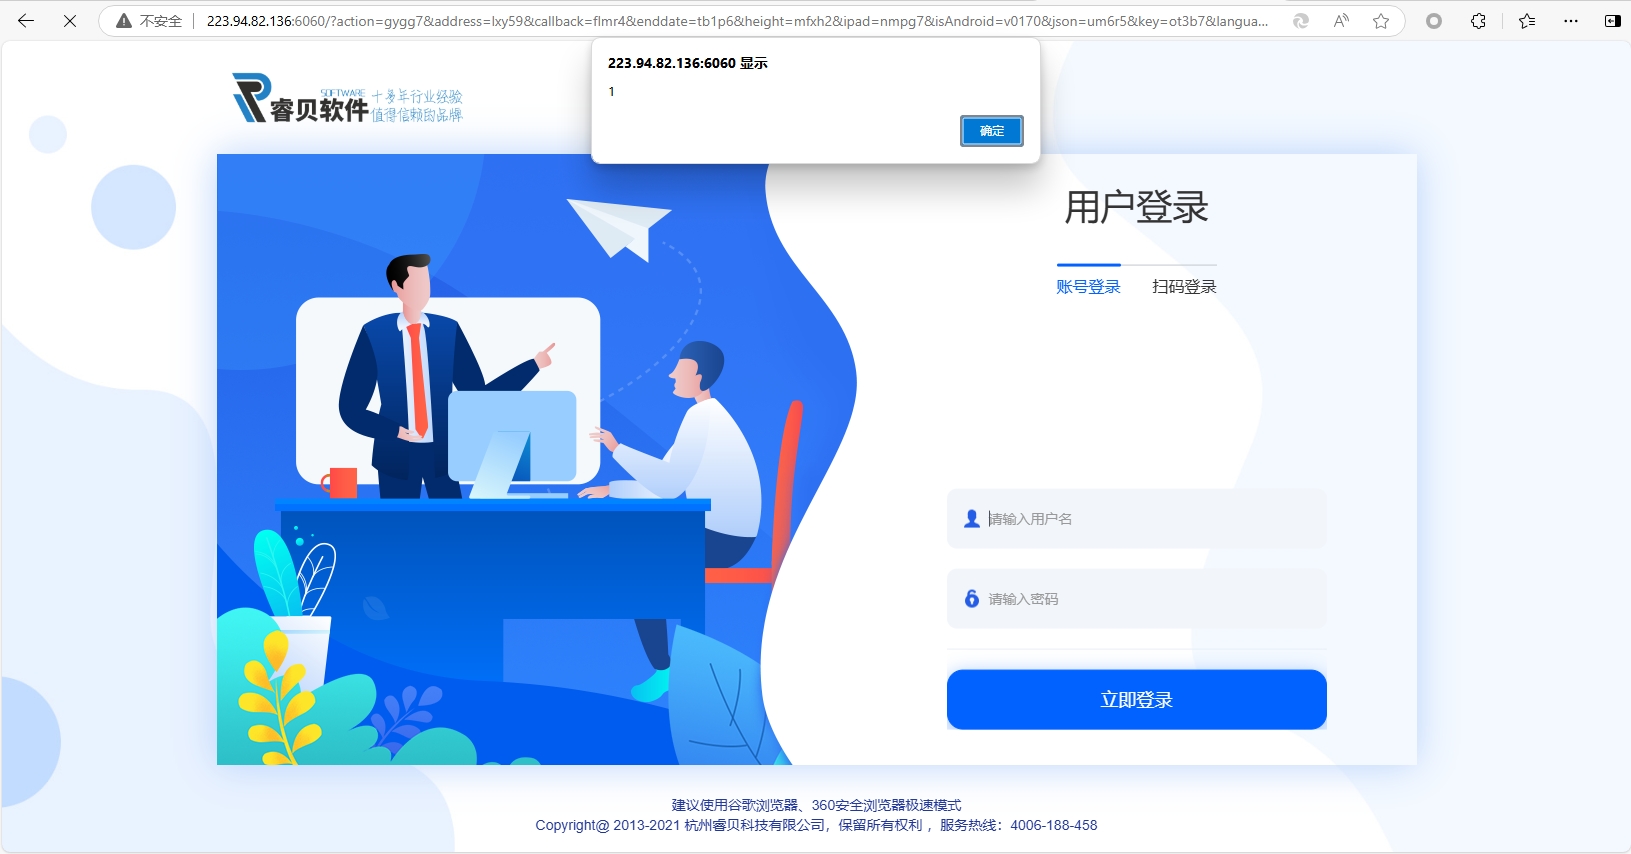 不安全 223.94.82.136:6060/?action=gygg7&address=lxy59&callback=flmr4&enddate=tb1p6&height=mfxh2&ipad=nmpg7&isAndroid=v0170&json=um6r5&key=ot3b7&langua...
223.94.82.136:6060 显示
1
确定
SOFTWARE
睿贝软件
十多年行业经验
值得信赖的品牌
用户登录
账号登录 扫码登录
请输入用户名
请输入密码
立即登录
建议使用谷歌浏览器、360安全浏览器极速模式
Copyright@ 2013-2021 杭州睿贝科技有限公司，保留所有权利 ，服务热线：4006-188-458